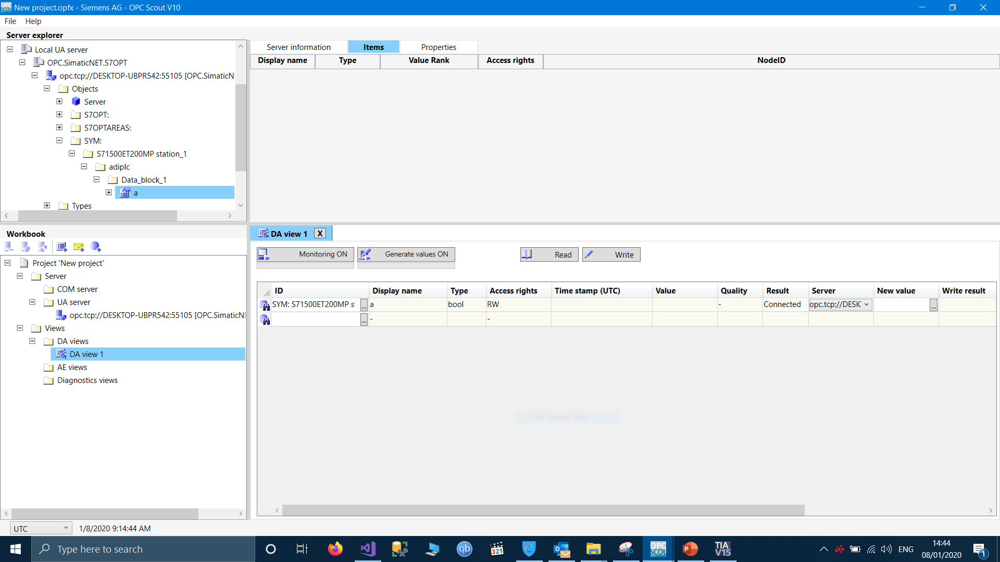 New project.opfx - Siemens AG - OPC Scout V10
File Help
Server explorer
Local UA server
OPC.SimaticNET.S7OPT
opc.tcp://DESKTOP-UBPR542:55105 [OPC.SimaticN
Objects
Server
S7OPT:
S7OPTAREAS:
SYM:
S71500ET200MP station_1
adiplc
Data_block_1
a
Types
Server information Items Properties
Display name Type Value Rank Access rights NodeID
Workbook
Project 'New project'
Server
COM server
UA server
opc.tcp://DESKTOP-UBPR542:55105 [OPC.SimaticNI
Views
DA views
DA view 1
AE views
Diagnostics views
DA view 1 X
Monitoring ON Generate values ON Read Write
ID Display name Type Access rights Time stamp (UTC) Value Quality Result Server New value Write result
SYM: S71500ET200MP st ... a bool RW - Connected opc.tcp://DESK ...
... - -
Full-screen Snip
UTC 1/8/2020 9:14:44 AM
Type here to search
qb
321
OPC SCOUT
P
TIA V15
ENG
14:44
08/01/2020
1